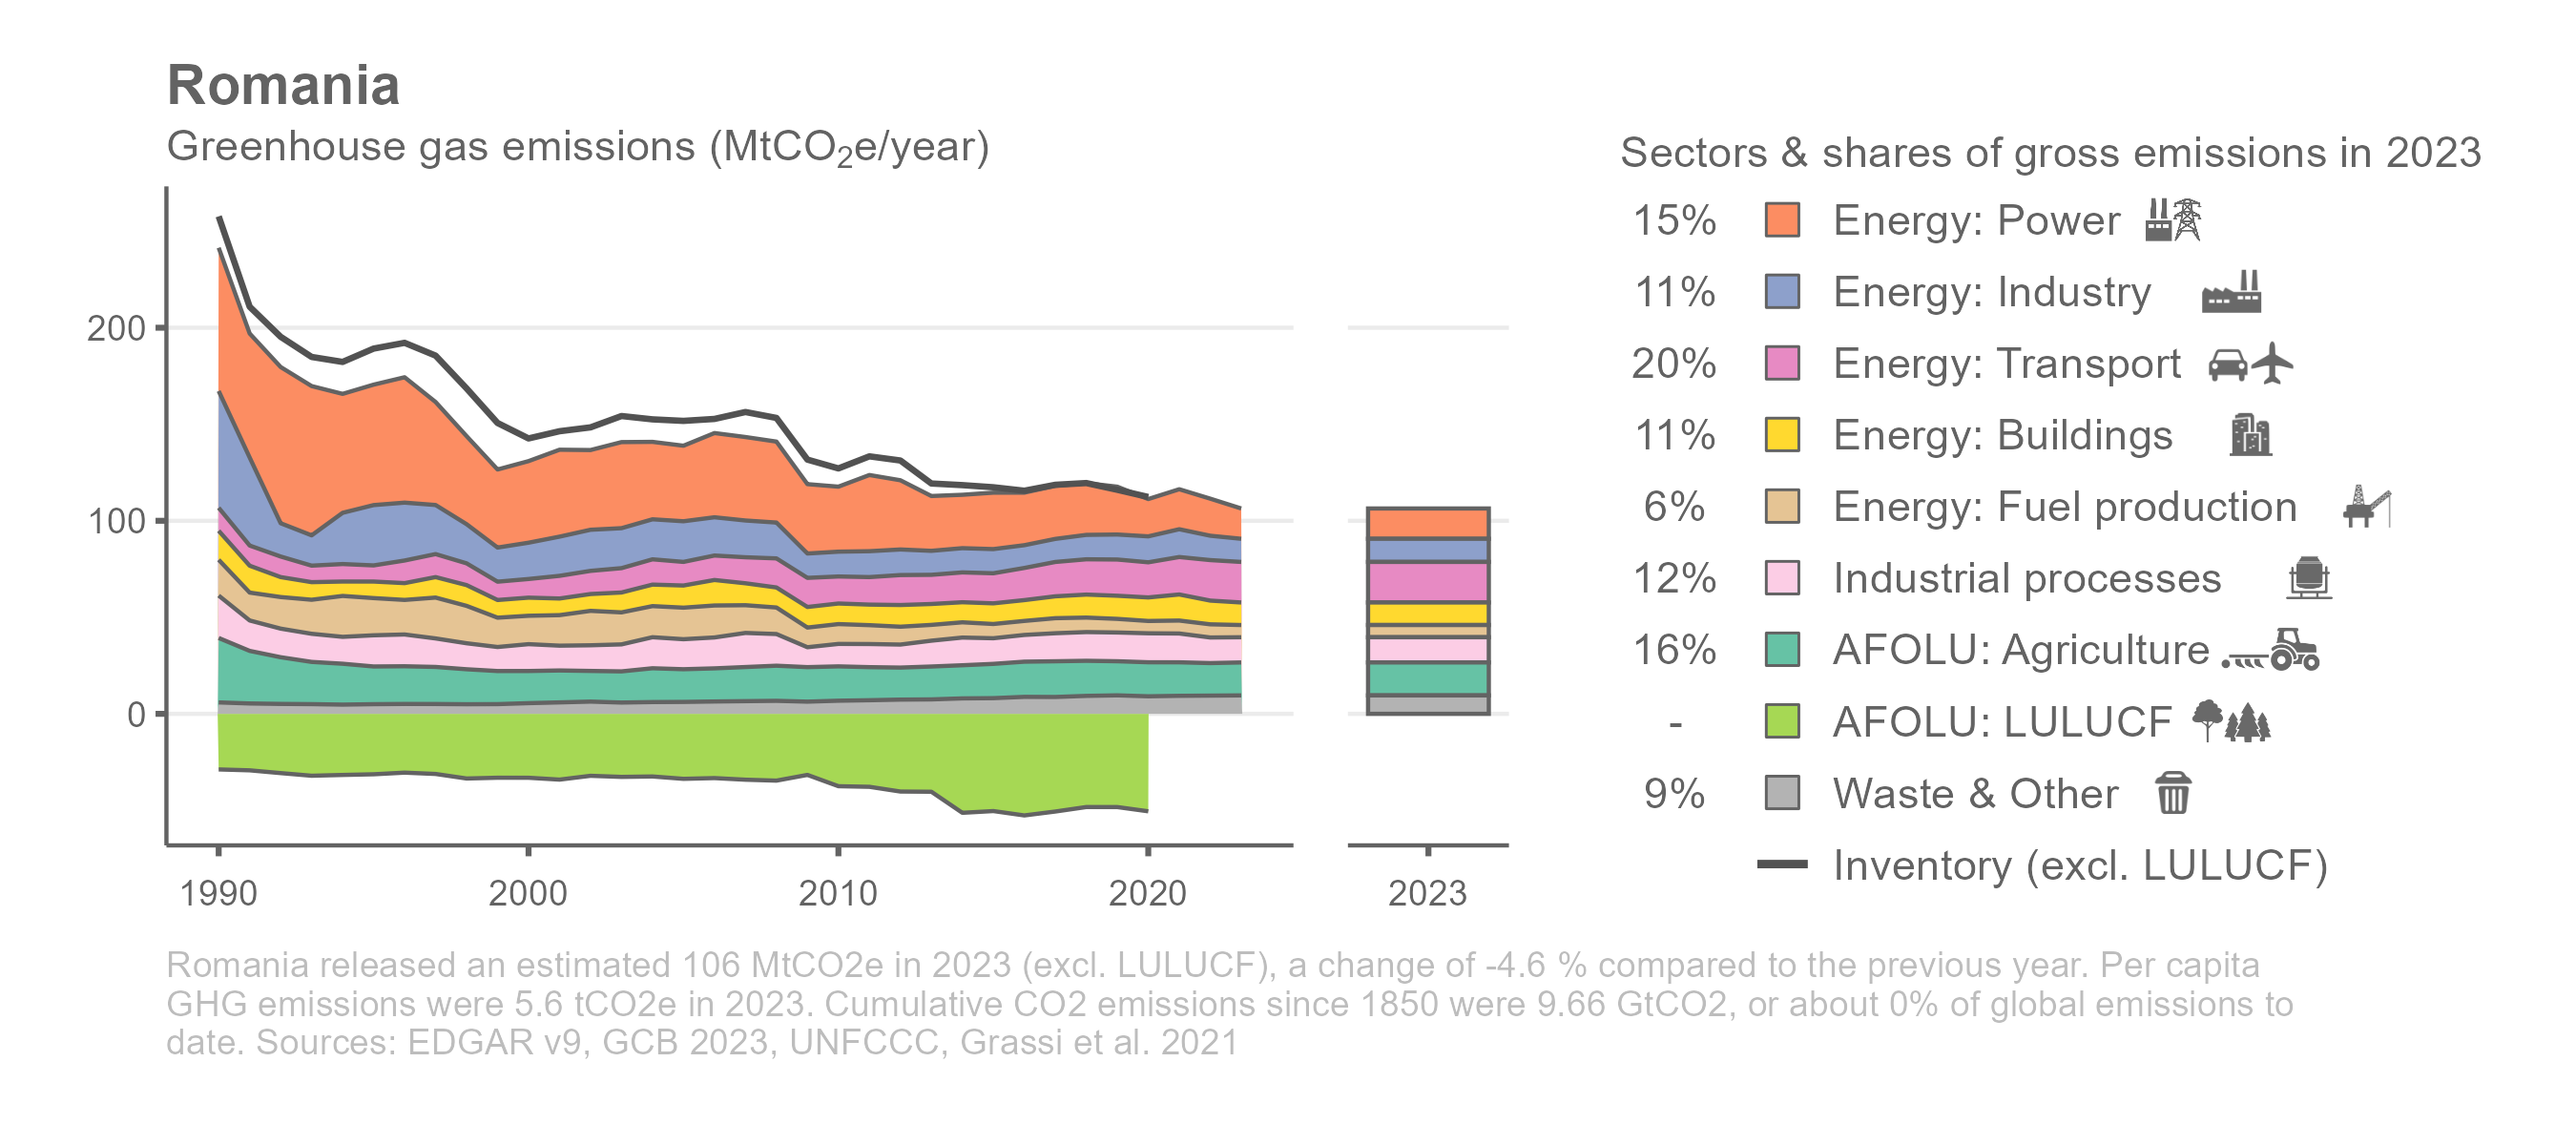 Romania
Greenhouse gas emissions (MtCO₂e/year)
200
100
0
1990
2000
2010
2020
2023
Sectors & shares of gross emissions in 2023
15% Energy: Power
11% Energy: Industry
20% Energy: Transport
11% Energy: Buildings
6% Energy: Fuel production
12% Industrial processes
16% AFOLU: Agriculture
- AFOLU: LULUCF
9% Waste & Other
Inventory (excl. LULUCF)
Romania released an estimated 106 MtCO2e in 2023 (excl. LULUCF), a change of -4.6 % compared to the previous year. Per capita
GHG emissions were 5.6 tCO2e in 2023. Cumulative CO2 emissions since 1850 were 9.66 GtCO2, or about 0% of global emissions to
date. Sources: EDGAR v9, GCB 2023, UNFCCC, Grassi et al. 2021